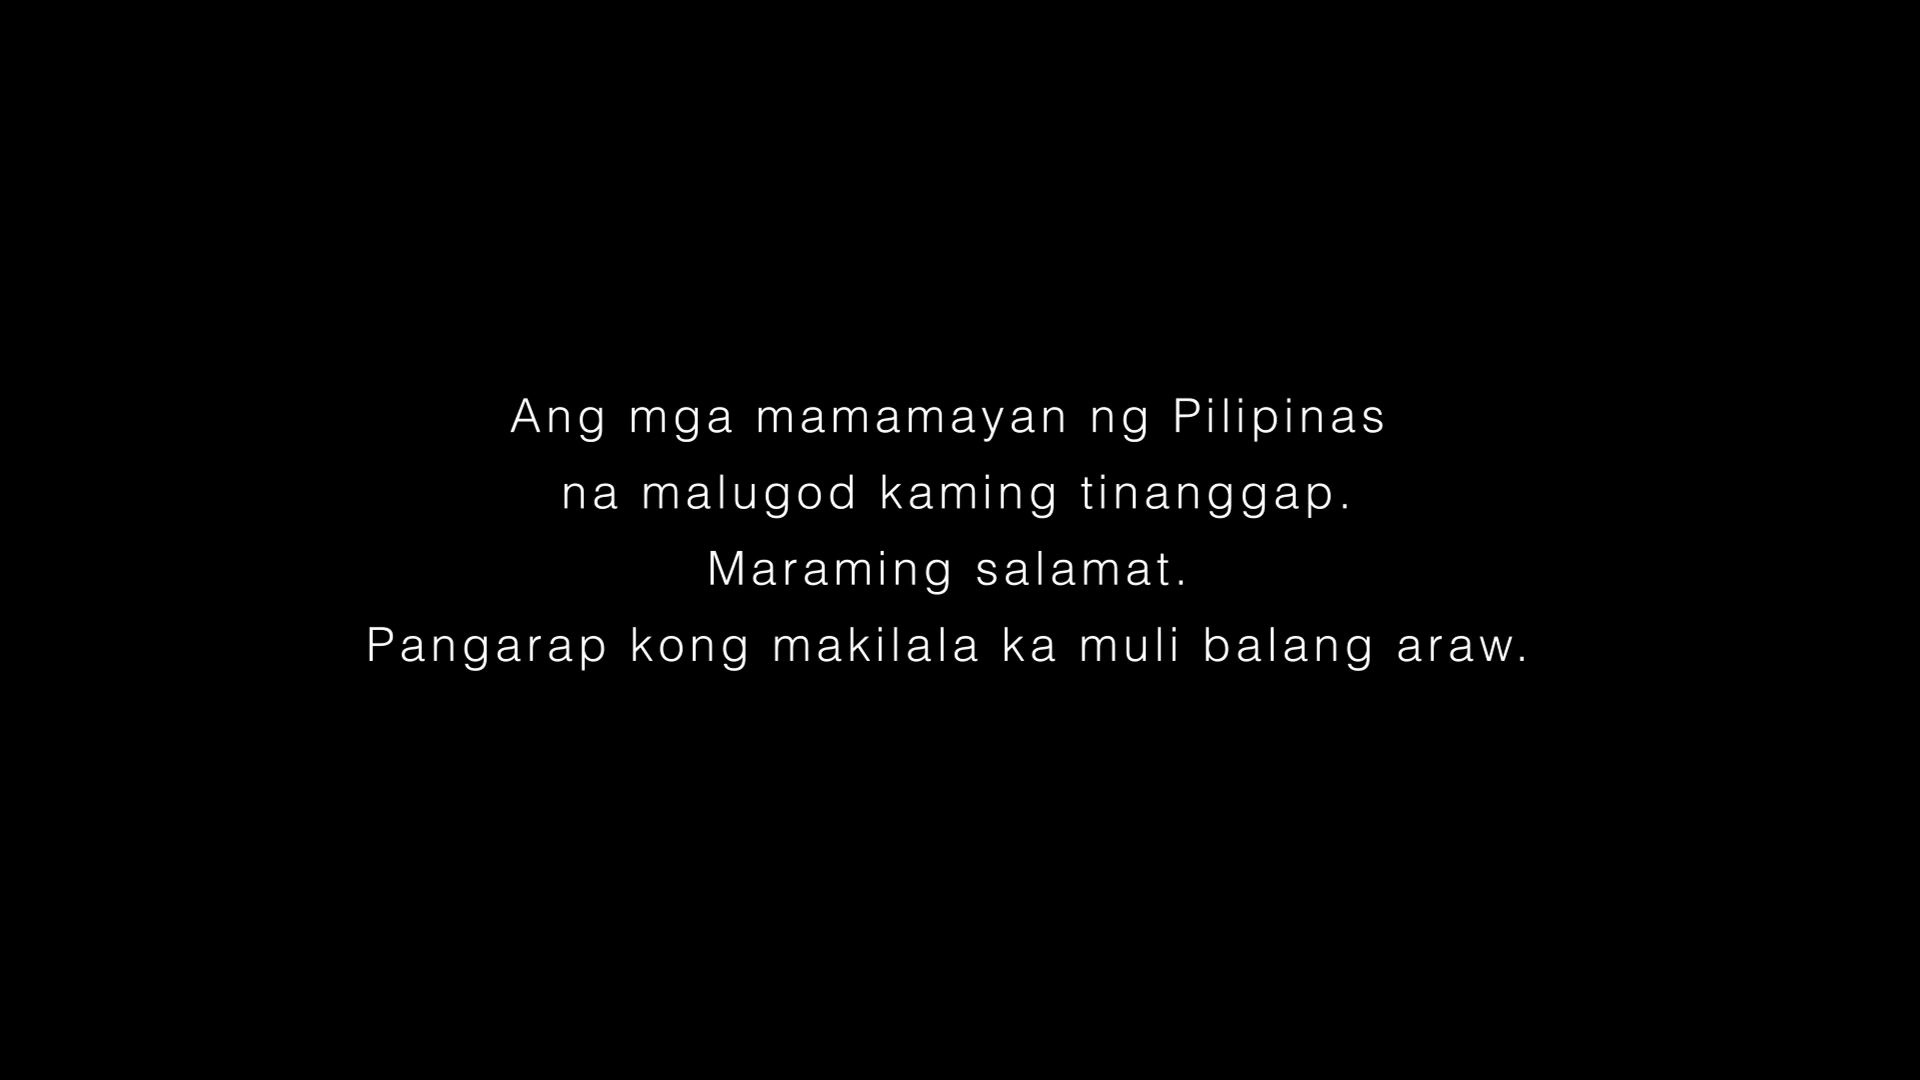 Ang mga mamamayan ng Pilipinas
na malugod kaming tinanggap.
Maraming salamat.
Pangarap kong makilala ka muli balang araw.